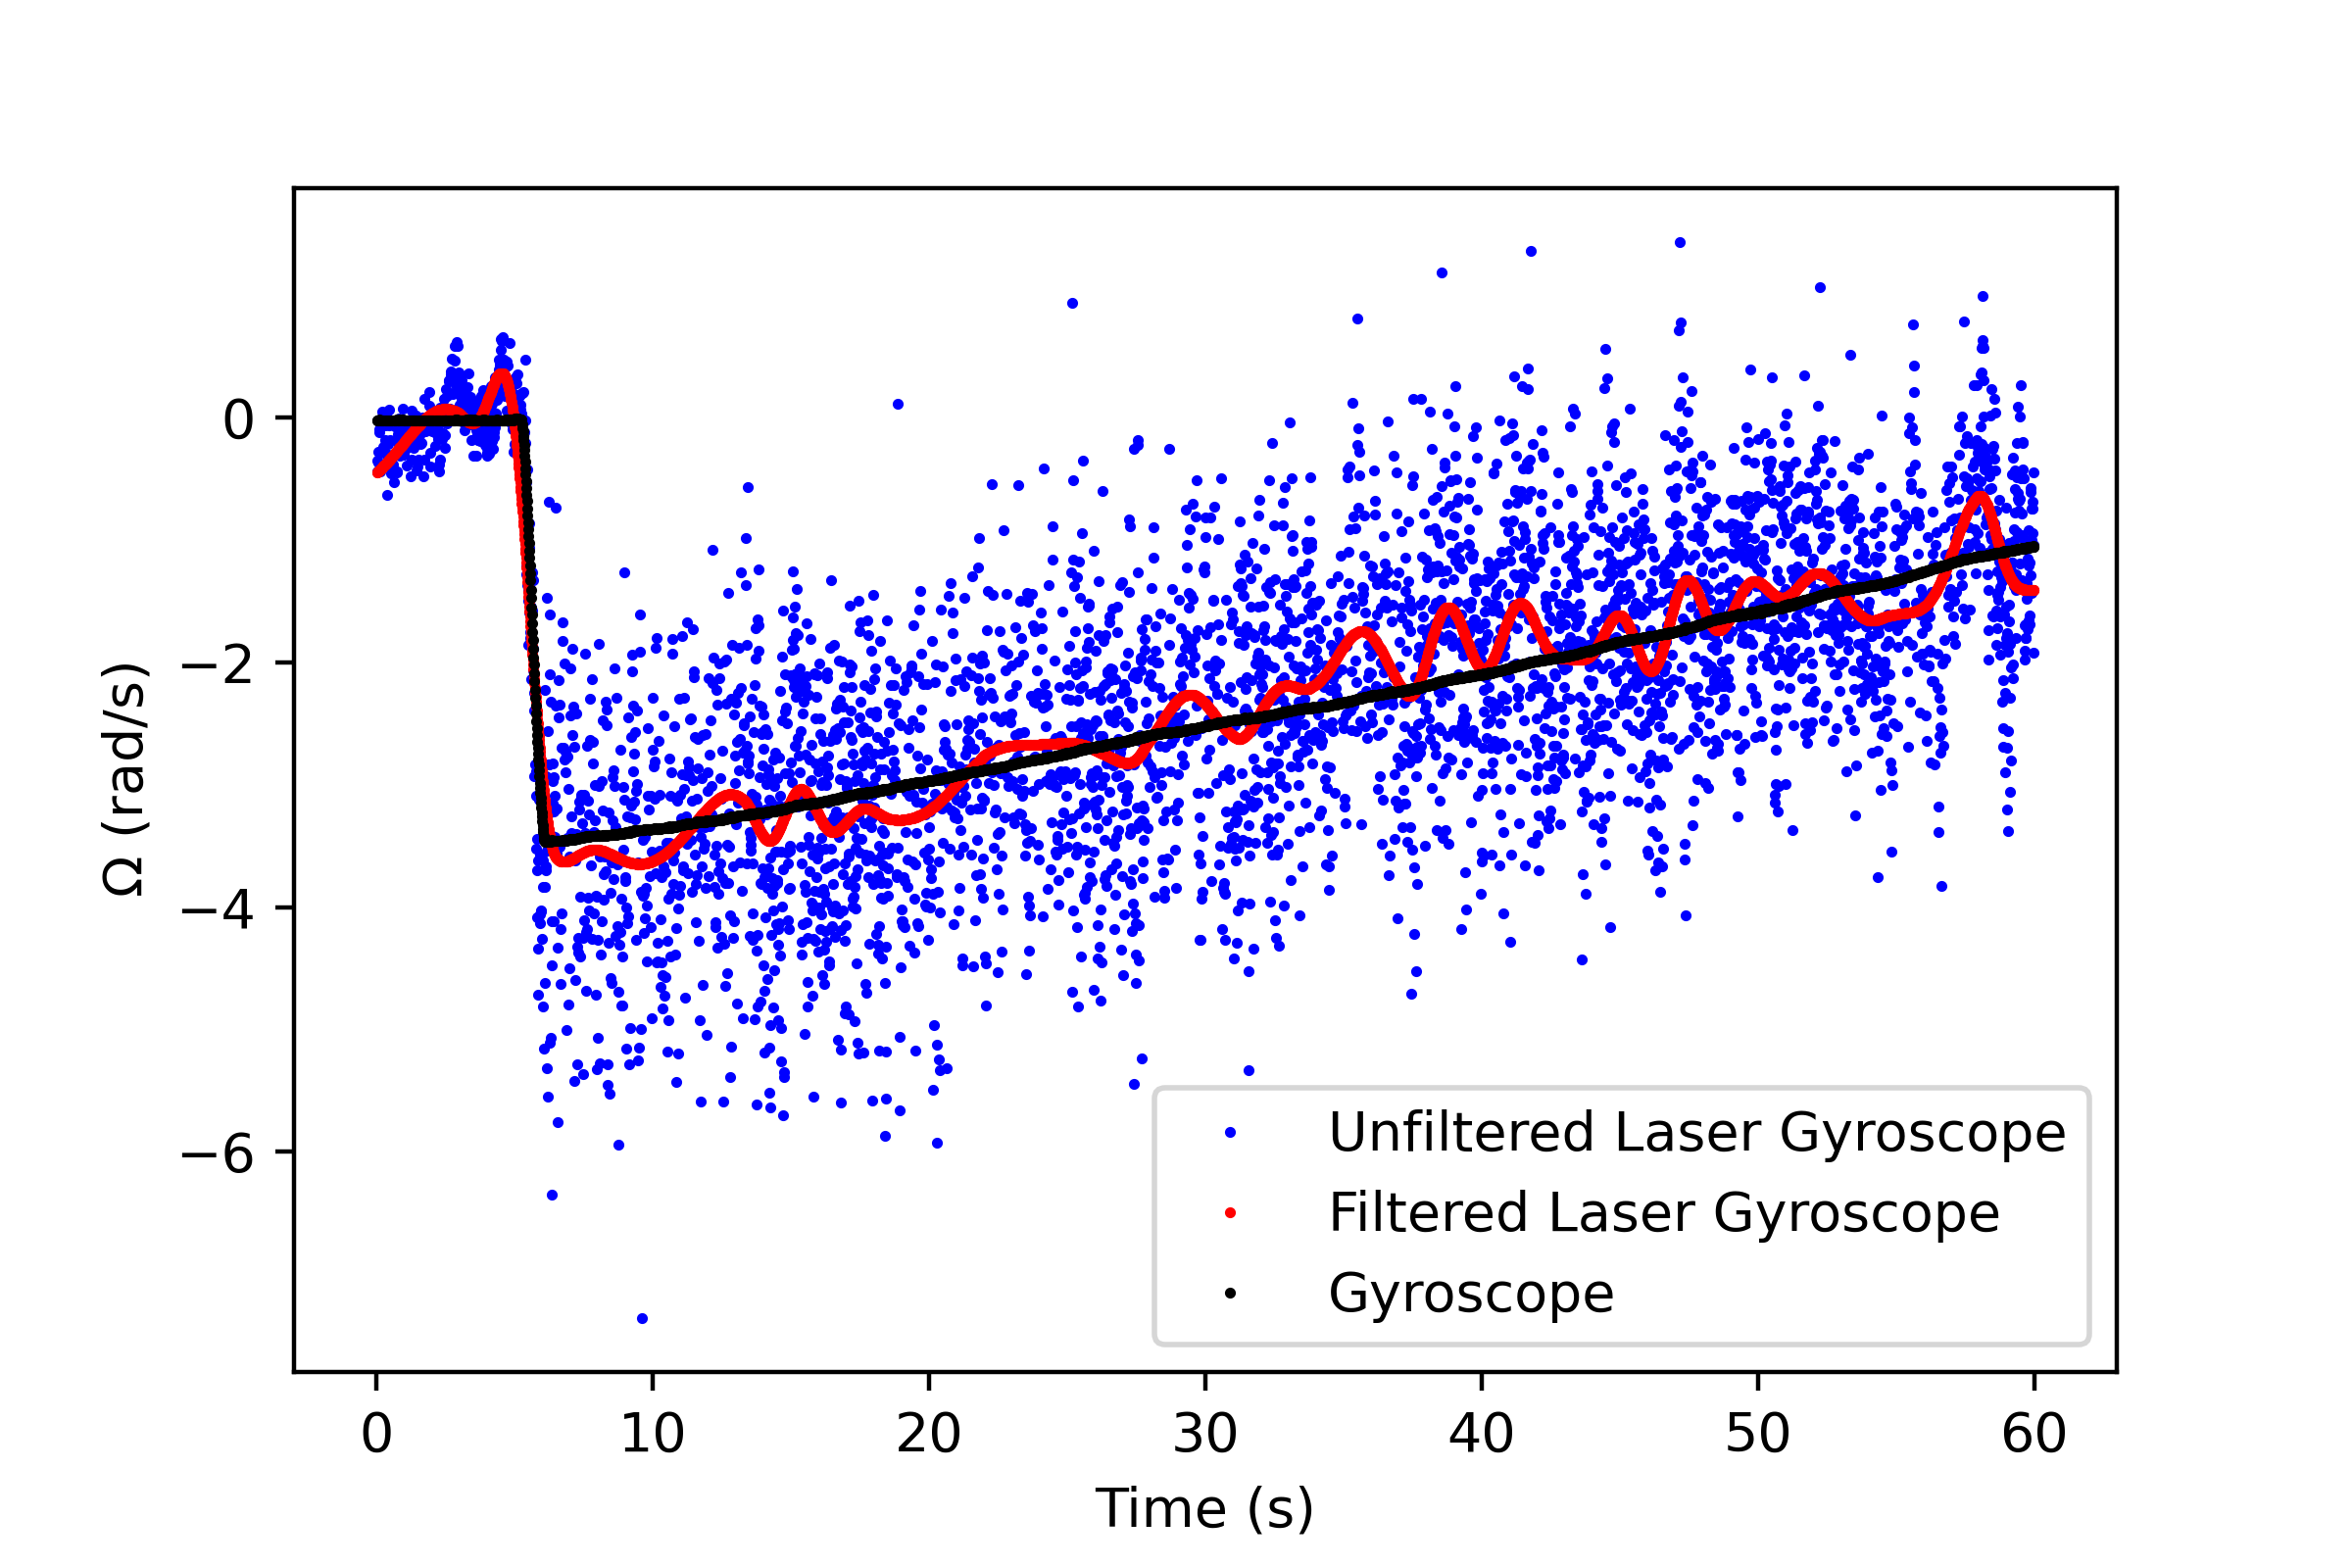 0
−2
−4
−6
Ω (rad/s)
0 10 20 30 40 50 60
Time (s)
Unfiltered Laser Gyroscope
Filtered Laser Gyroscope
Gyroscope